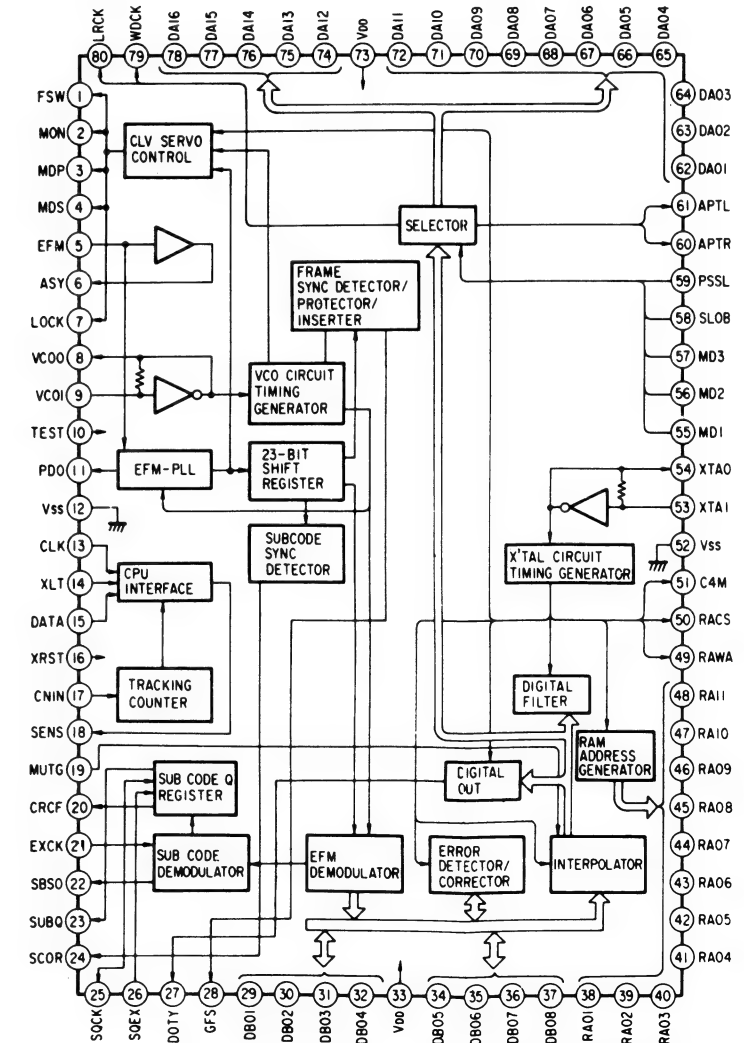 LRCK
WDCK
DA16
DA15
DA14
DA13
DA12
VDD
DA11
DA10
DA09
DA08
DA07
DA06
DA05
DA04
80
79
78
77
76
75
74
73
72
71
70
69
68
67
66
65
FSW 1
MON 2
MDP 3
MDS 4
EFM 5
ASY 6
LOCK 7
VCOO 8
VCOI 9
TEST 10
PDO 11
Vss 12
CLK 13
XLT 14
DATA 15
XRST 16
CNIN 17
SENS 18
MUTG 19
CRCF 20
EXCK 21
SBSO 22
SUBQ 23
SCOR 24
CLV SERVO
CONTROL
SELECTOR
FRAME
SYNC DETECTOR/
PROTECTOR/
INSERTER
VCO CIRCUIT
TIMING
GENERATOR
EFM-PLL
23-BIT
SHIFT
REGISTER
SUBCODE
SYNC
DETECTOR
X'TAL CIRCUIT
TIMING GENERATOR
CPU
INTERFACE
TRACKING
COUNTER
DIGITAL
FILTER
RAM
ADDRESS
GENERATOR
DIGITAL
OUT
SUB CODE Q
REGISTER
SUB CODE
DEMODULATOR
EFM
DEMODULATOR
ERROR
DETECTOR/
CORRECTOR
INTERPOLATOR
64 DA03
63 DA02
62 DA01
61 APTL
60 APTR
59 PSSL
58 SLOB
57 MD3
56 MD2
55 MD1
54 XTAO
53 XTAI
52 Vss
51 C4M
50 RACS
49 RAWA
48 RA11
47 RA10
46 RA09
45 RA08
44 RA07
43 RA06
42 RA05
41 RA04
25
26
27
28
29
30
31
32
33
34
35
36
37
38
39
40
SQCK
SQEX
DOTY
GFS
DB01
DB02
DB03
DB04
VDD
DB05
DB06
DB07
DB08
RA01
RA02
RA03